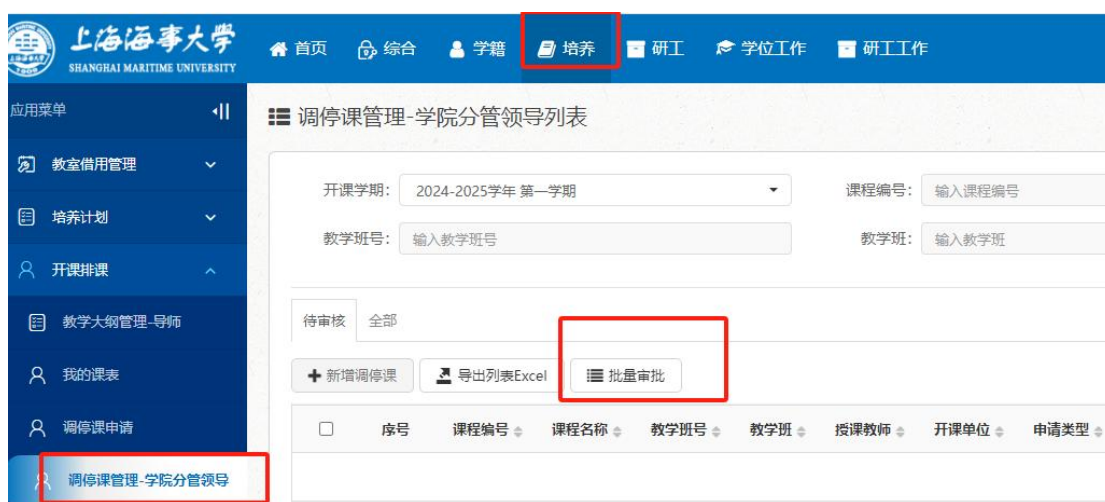 上海海事大学
SHANGHAI MARITIME UNIVERSITY
首页 综合 学籍 培养 研工 学位工作 研工工作
应用菜单
教室借用管理
培养计划
开课排课
教学大纲管理-导师
我的课表
调停课申请
调停课管理-学院分管领导
调停课管理-学院分管领导列表
开课学期: 2024-2025学年 第一学期 课程编号: 输入课程编号
教学班号: 输入教学班号 教学班: 输入教学班
待审核 全部
新增调停课 导出列表Excel 批量审批
序号 课程编号 课程名称 教学班号 教学班 授课教师 开课单位 申请类型